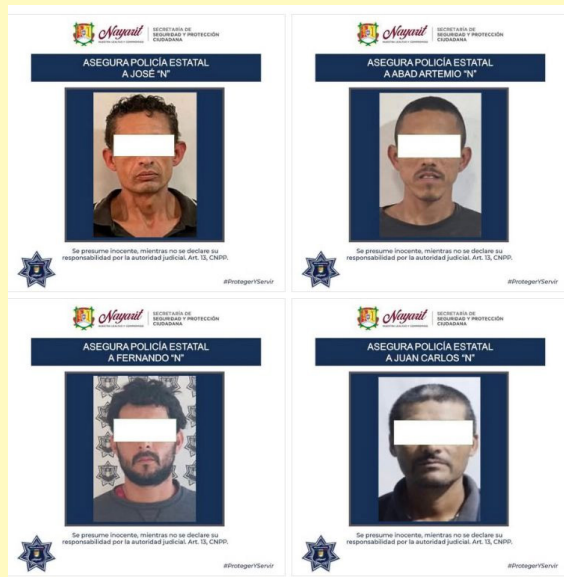 Nayarit
SECRETARÍA DE
SEGURIDAD Y PROTECCIÓN
CIUDADANA
ASEGURA POLICÍA ESTATAL
A JOSÉ "N"
Se presume inocente, mientras no se declare su
responsabilidad por la autoridad judicial. Art. 13, CNPP.
#ProtegerYServir
Nayarit
SECRETARÍA DE
SEGURIDAD Y PROTECCIÓN
CIUDADANA
ASEGURA POLICÍA ESTATAL
A ABAD ARTEMIO "N"
Se presume inocente, mientras no se declare su
responsabilidad por la autoridad judicial. Art. 13, CNPP.
#ProtegerYServir
Nayarit
SECRETARÍA DE
SEGURIDAD Y PROTECCIÓN
CIUDADANA
ASEGURA POLICÍA ESTATAL
A FERNANDO "N"
Se presume inocente, mientras no se declare su
responsabilidad por la autoridad judicial. Art. 13, CNPP.
#ProtegerYServir
Nayarit
SECRETARÍA DE
SEGURIDAD Y PROTECCIÓN
CIUDADANA
ASEGURA POLICÍA ESTATAL
A JUAN CARLOS "N"
Se presume inocente, mientras no se declare su
responsabilidad por la autoridad judicial. Art. 13, CNPP.
#ProtegerYServir